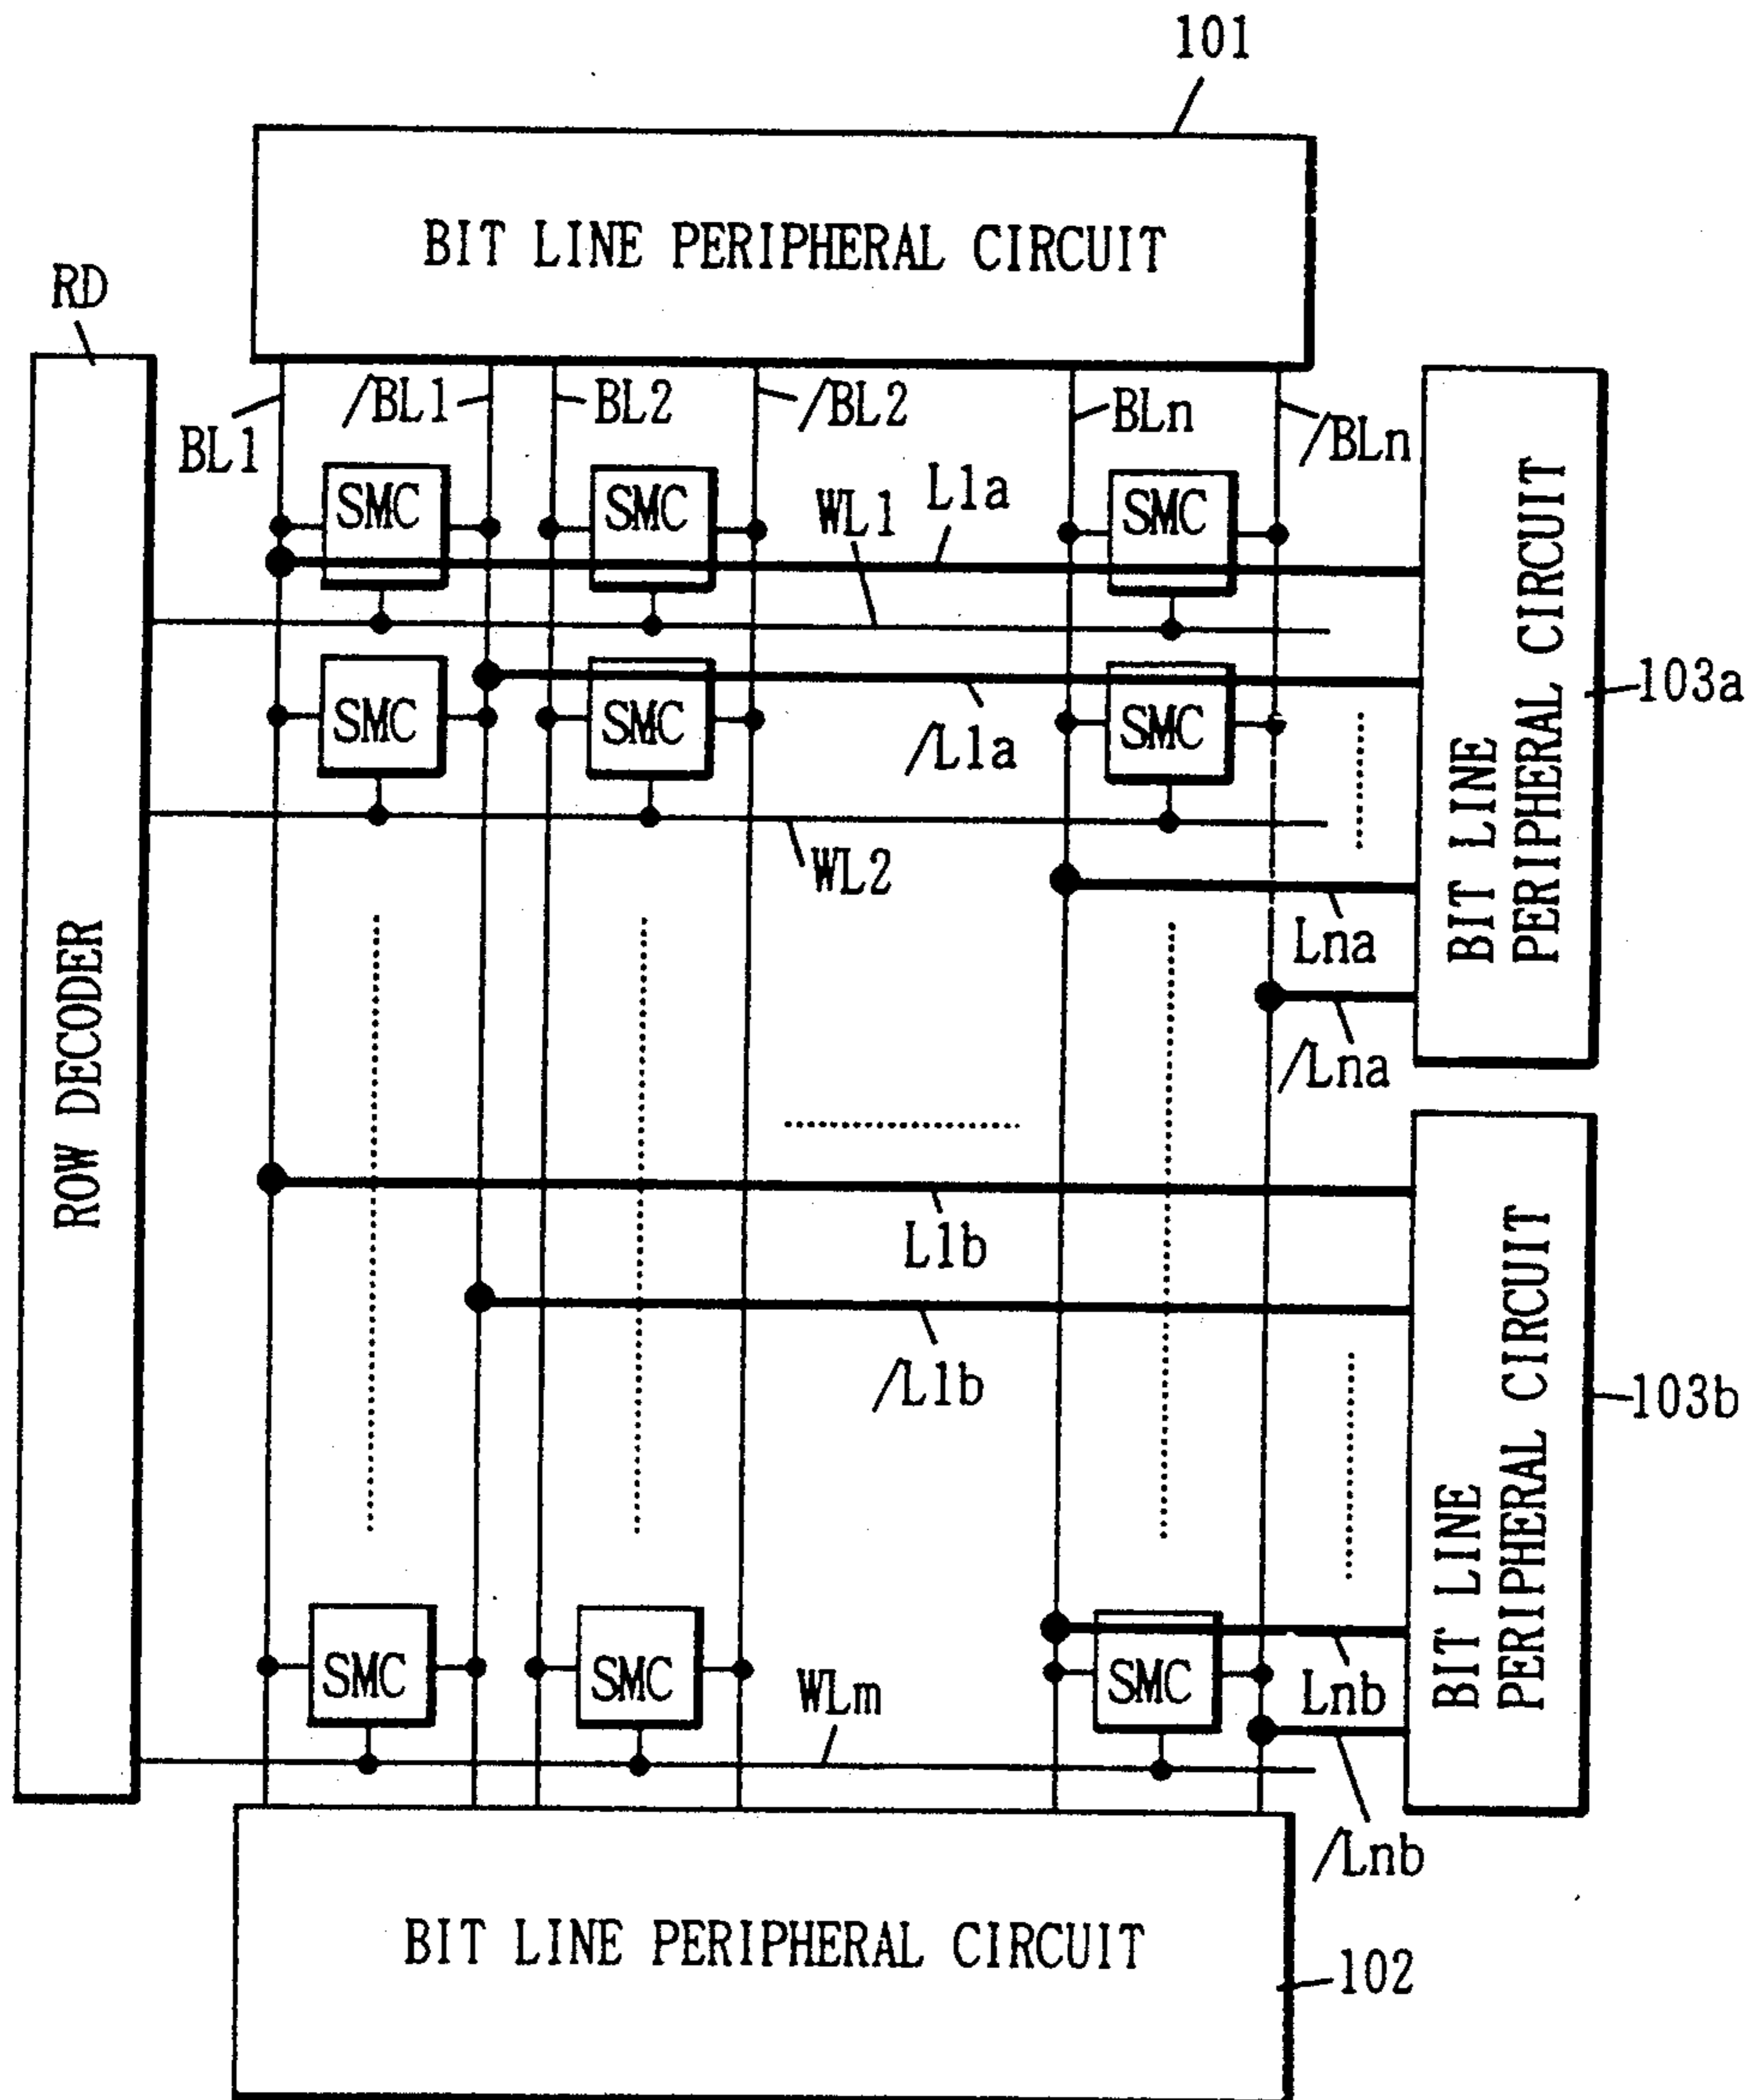 101
BIT LINE PERIPHERAL CIRCUIT
RD
BL1
/BL1
BL2
/BL2
BLn
/BLn
SMC
SMC
SMC
WL1
L1a
SMC
SMC
SMC
/L1a
WL2
BIT LINE
PERIPHERAL CIRCUIT
103a
Lna
/Lna
ROW DECODER
L1b
/L1b
BIT LINE
PERIPHERAL CIRCUIT
103b
SMC
SMC
SMC
WLm
Lnb
/Lnb
BIT LINE PERIPHERAL CIRCUIT
102